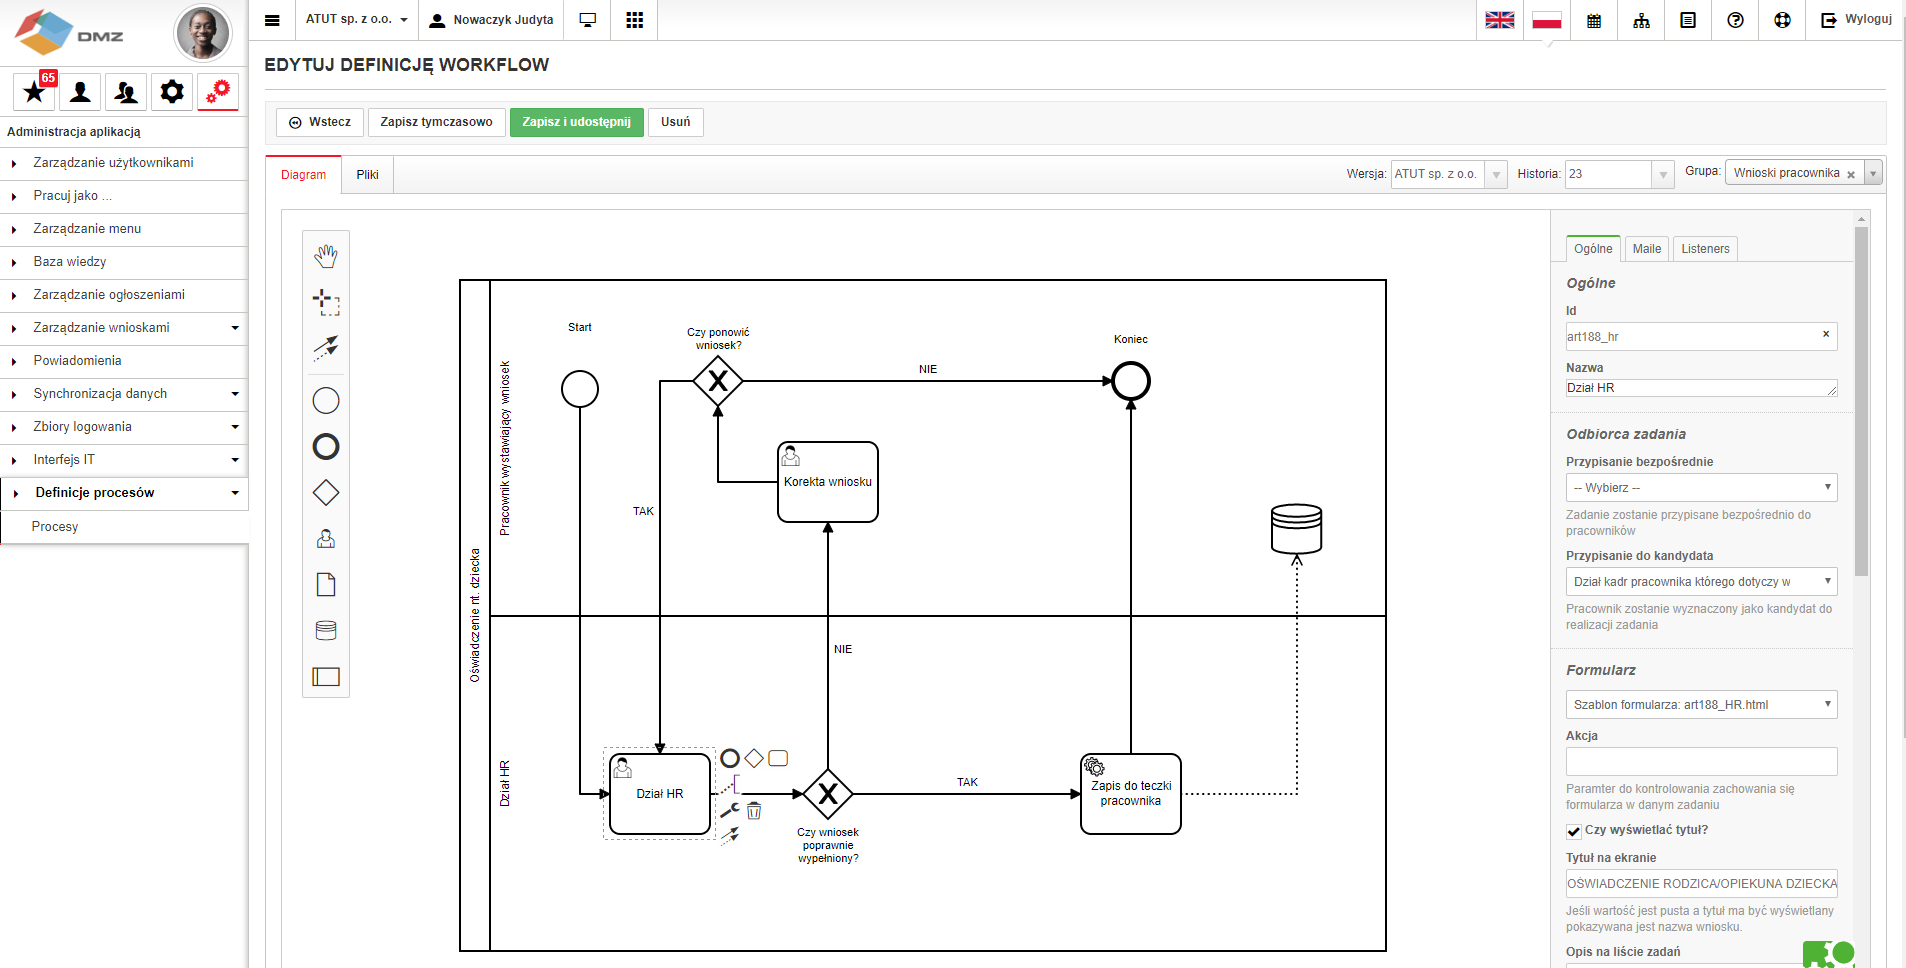 DMZ
ATUT sp. z o.o.
Nowaczyk Judyta
Wyloguj
65
Administracja aplikacją
Zarządzanie użytkownikami
Pracuj jako ...
Zarządzanie menu
Baza wiedzy
Zarządzanie ogłoszeniami
Zarządzanie wnioskami
Powiadomienia
Synchronizacja danych
Zbiory logowania
Interfejs IT
Definicje procesów
Procesy
EDYTUJ DEFINICJĘ WORKFLOW
Wstecz
Zapisz tymczasowo
Zapisz i udostępnij
Usuń
Diagram
Pliki
Wersja: ATUT sp. z o.o.
Historia: 23
Grupa: Wnioski pracownika ×
Oświadczenie nt. dziecka
Pracownik wystawiający wniosek
Dział HR
Start
Czy ponowić
wniosek?
Koniec
NIE
Korekta wniosku
TAK
NIE
Dział HR
TAK
Czy wniosek
poprawnie
wypełniony?
Zapis do teczki
pracownika
Ogólne
Maile
Listeners
Ogólne
Id
art188_hr
×
Nazwa
Dział HR
Odbiorca zadania
Przypisanie bezpośrednie
-- Wybierz --
Zadanie zostanie przypisane bezpośrednio do
pracowników
Przypisanie do kandydata
Dział kadr pracownika którego dotyczy w
Pracownik zostanie wyznaczony jako kandydat do
realizacji zadania
Formularz
Szablon formularza: art188_HR.html
Akcja
Paramter do kontrolowania zachowania się
formularza w danym zadaniu
Czy wyświetlać tytuł?
Tytuł na ekranie
OŚWIADCZENIE RODZICA/OPIEKUNA DZIECKA
Jeśli wartość jest pusta a tytuł ma być wyświetlany
pokazywana jest nazwa wniosku.
Opis na liście zadań